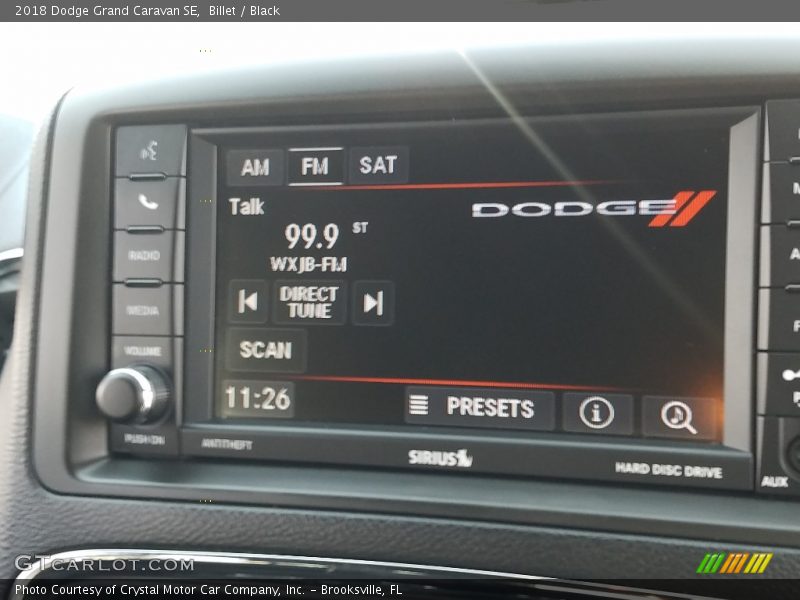 2018 Dodge Grand Caravan SE,  Billet / Black
AM FM SAT
Talk
DODGE
99.9 ST
WXJB-FM
DIRECT
TUNE
SCAN
11:26
PRESETS
RADIO
MEDIA
VOLUME
PUSH/ON
ANTITHEFT
SIRIUS
HARD DISC DRIVE
AUX
GTCARLOT.COM
Photo Courtesy of Crystal Motor Car Company, Inc. – Brooksville, FL